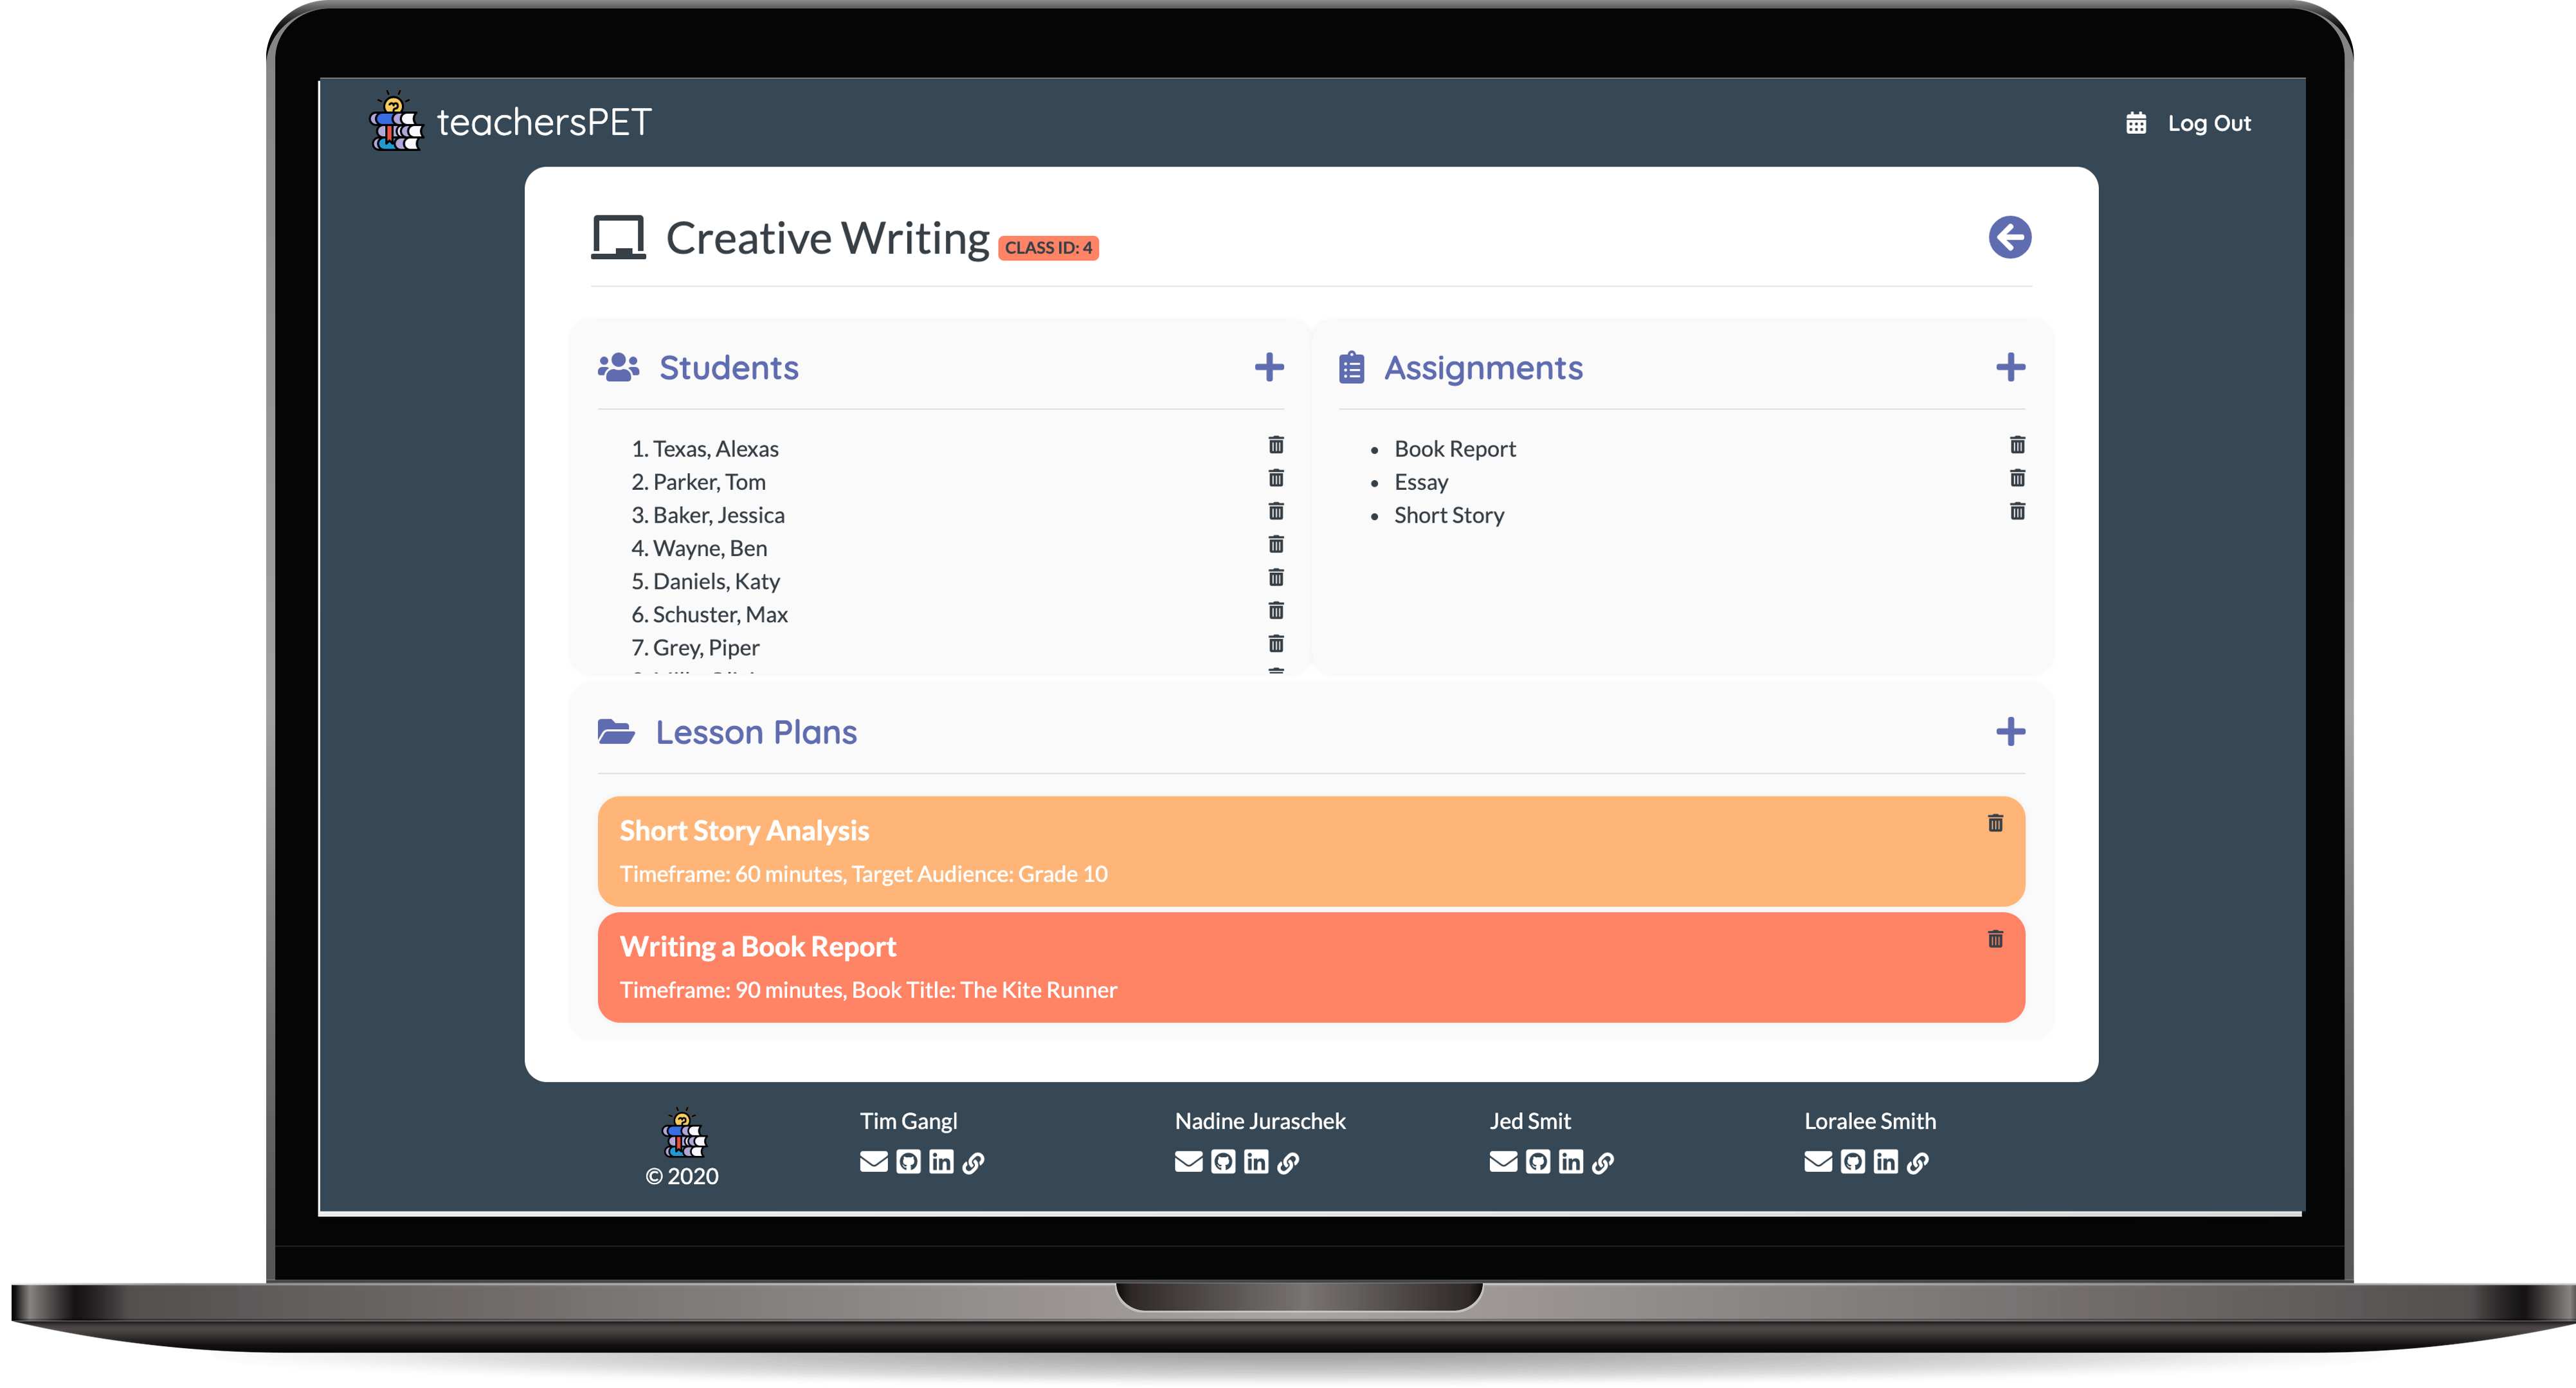 teachersPET
Log Out
Creative Writing CLASS ID: 4
Students
1. Texas, Alexas
2. Parker, Tom
3. Baker, Jessica
4. Wayne, Ben
5. Daniels, Katy
6. Schuster, Max
7. Grey, Piper
Assignments
• Book Report
• Essay
• Short Story
Lesson Plans
Short Story Analysis
Timeframe: 60 minutes, Target Audience: Grade 10
Writing a Book Report
Timeframe: 90 minutes, Book Title: The Kite Runner
© 2020
Tim Gangl
Nadine Juraschek
Jed Smit
Loralee Smith